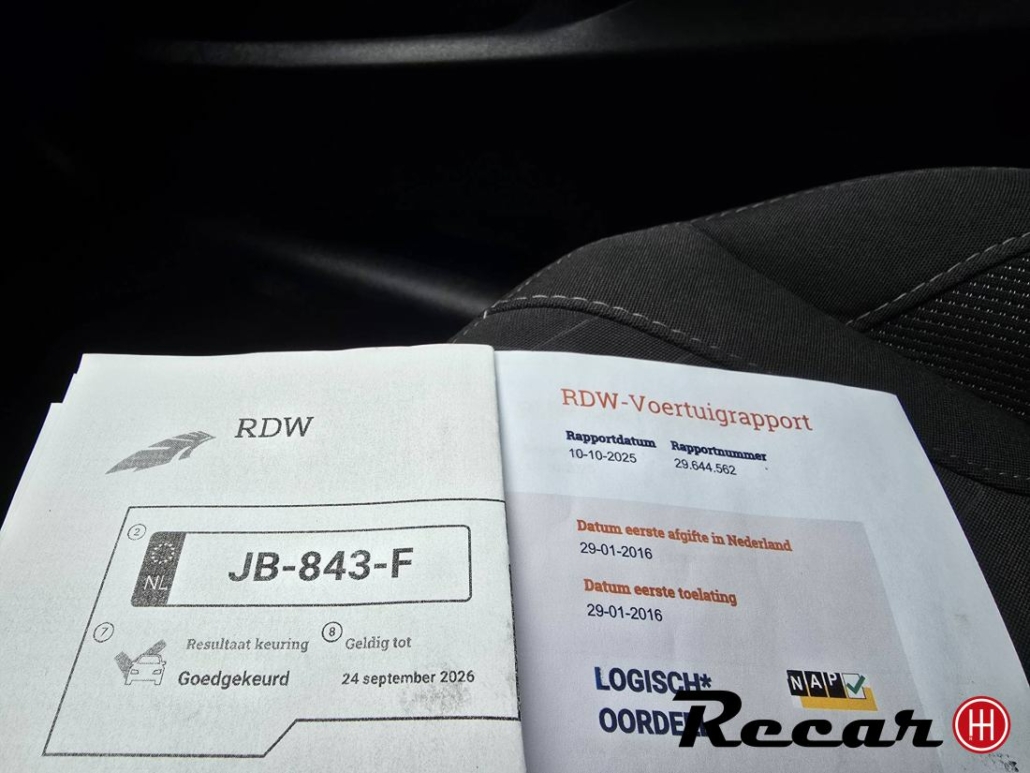 RDW
2
NL
JB-843-F
7
Resultaat keuring
8
Geldig tot
Goedgekeurd
24 september 2026
RDW-Voertuigrapport
Rapportdatum Rapportnummer
10-10-2025 29.644.562
Datum eerste afgifte in Nederland
29-01-2016
Datum eerste toelating
29-01-2016
LOGISCH*
NAP
Recar
H